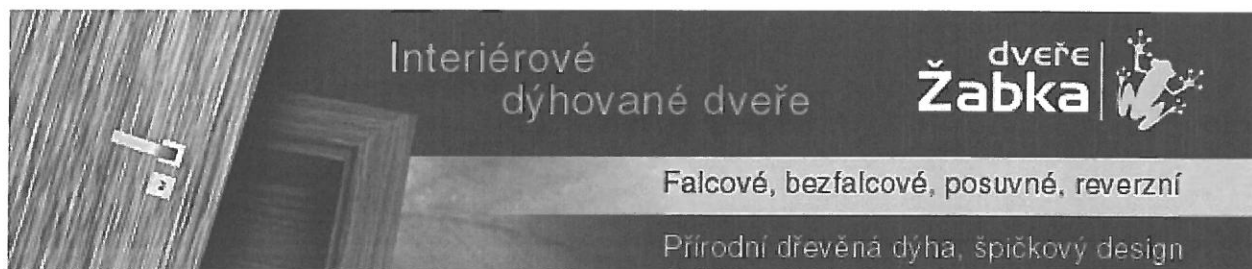 Interiérové
dýhované dveře
dveře
Žabka
Falcové, bezfalcové, posuvné, reverzní
Přírodní dřevěná dýha, špičkový design